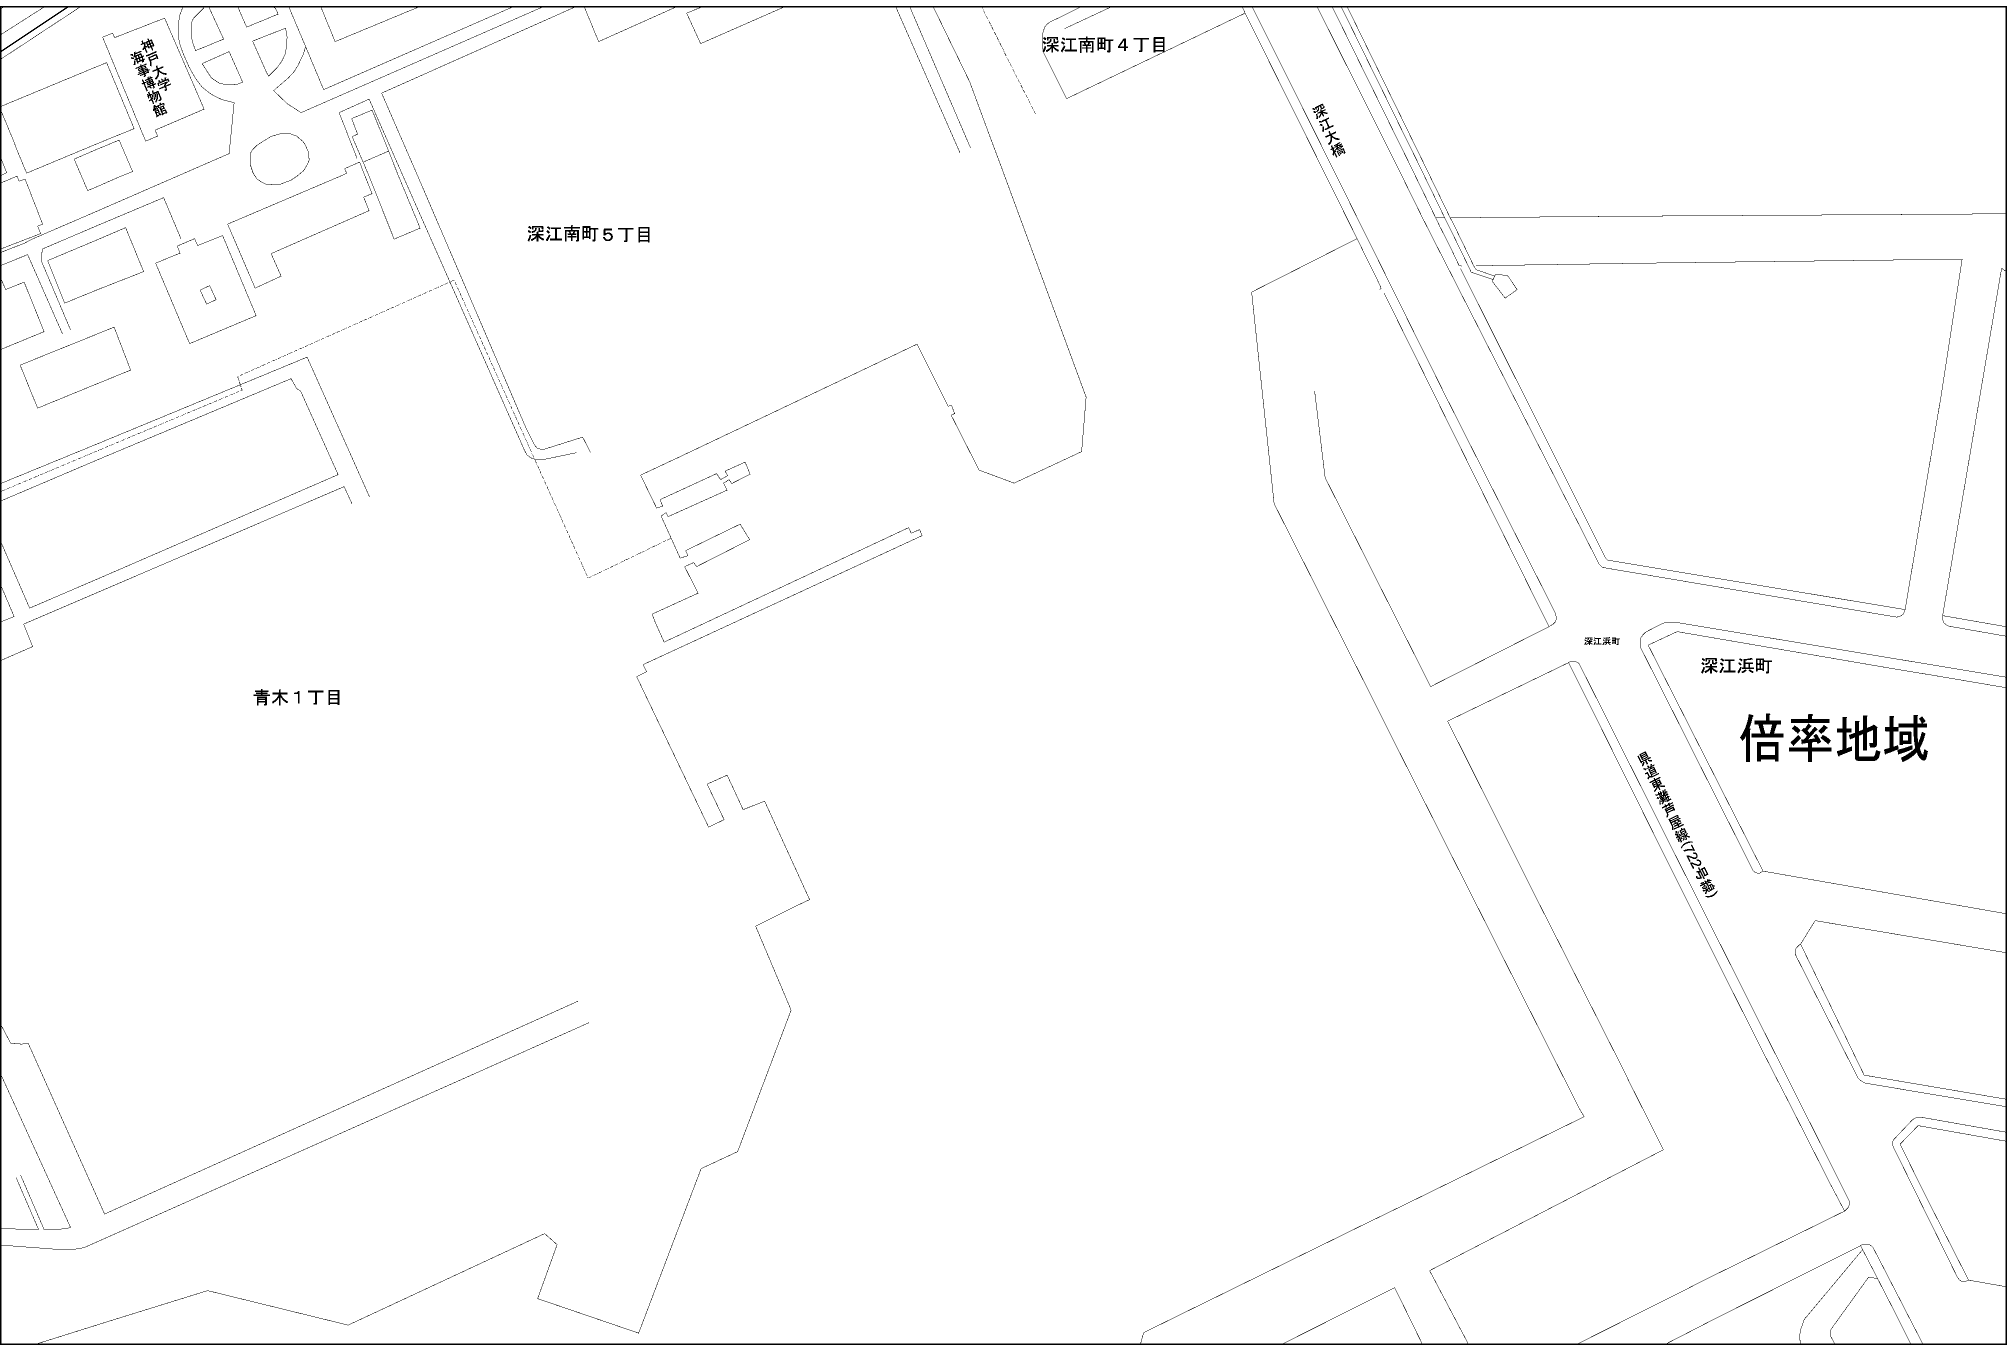 神戸大学
海事博物館
深江南町４丁目
深江大橋
深江南町５丁目
深江浜町
深江浜町
青木１丁目
倍率地域
県道東灘芦屋線(722号線)